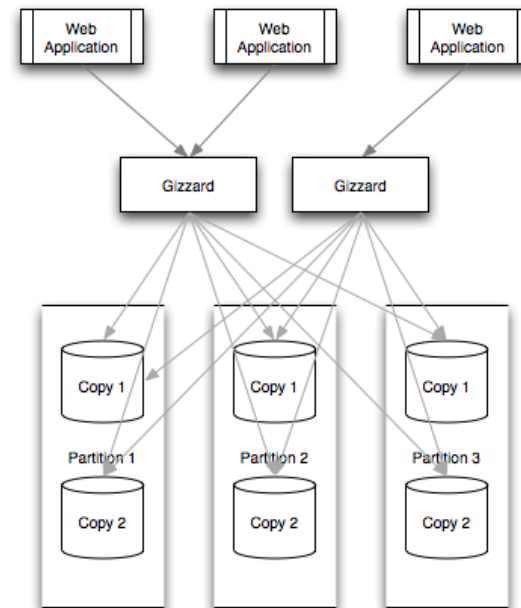 Web
Application
Web
Application
Web
Application
Gizzard
Gizzard
Copy 1
Copy 1
Copy 1
Partition 1
Partition 2
Partition 3
Copy 2
Copy 2
Copy 2